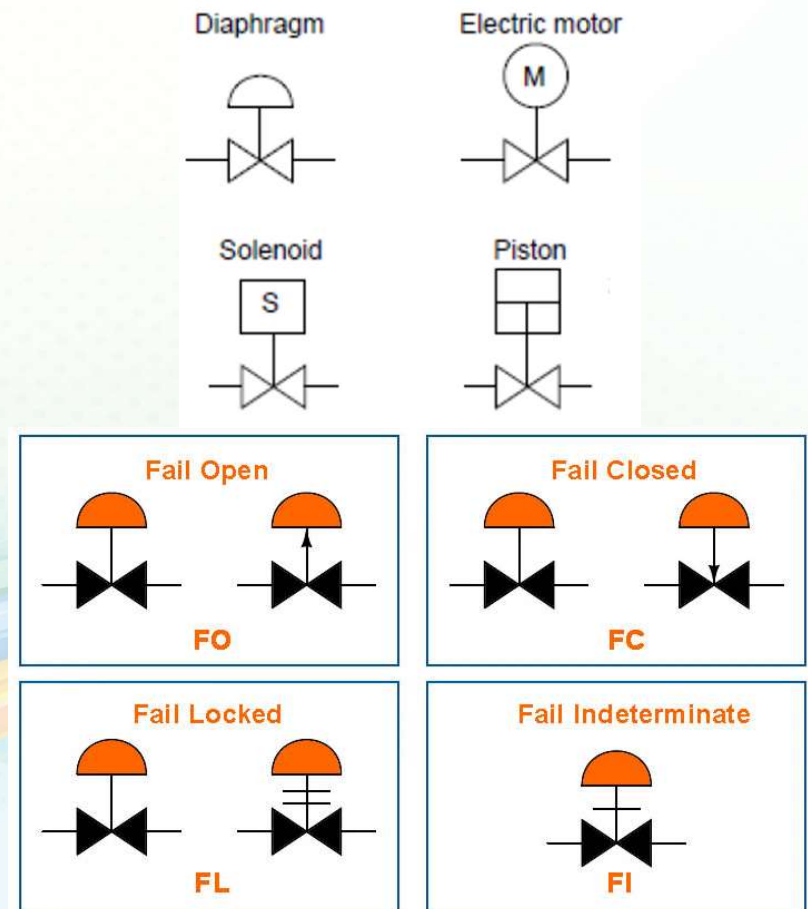 Diaphragm
Electric motor
M
Solenoid
Piston
S
Fail Open
FO
Fail Closed
FC
Fail Locked
FL
Fail Indeterminate
FI